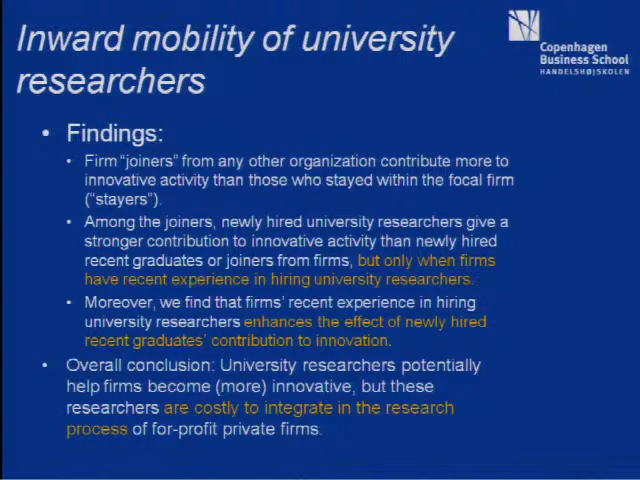 Inward mobility of university
researchers
Copenhagen
Business School
HANDELSHØJSKOLEN
• Findings:
• Firm “joiners” from any other organization contribute more to
innovative activity than those who stayed within the focal firm
(“stayers”).
• Among the joiners, newly hired university researchers give a
stronger contribution to innovative activity than newly hired
recent graduates or joiners from firms, but only when firms
have recent experience in hiring university researchers.
• Moreover, we find that firms’ recent experience in hiring
university researchers enhances the effect of newly hired
recent graduates’ contribution to innovation.
• Overall conclusion: University researchers potentially
help firms become (more) innovative, but these
researchers are costly to integrate in the research
process of for-profit private firms.